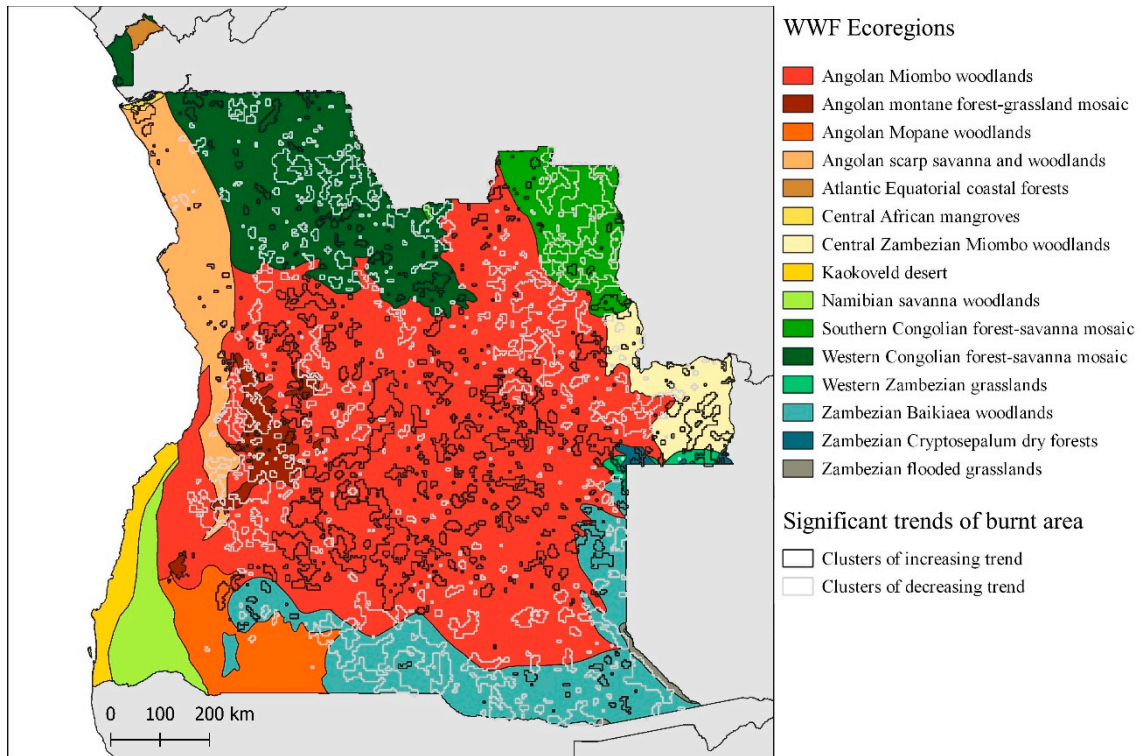 WWF Ecoregions
Angolan Miombo woodlands
Angolan montane forest-grassland mosaic
Angolan Mopane woodlands
Angolan scarp savanna and woodlands
Atlantic Equatorial coastal forests
Central African mangroves
Central Zambezian Miombo woodlands
Kaokoveld desert
Namibian savanna woodlands
Southern Congolian forest-savanna mosaic
Western Congolian forest-savanna mosaic
Western Zambezian grasslands
Zambezian Baikiaea woodlands
Zambezian Cryptosepalum dry forests
Zambezian flooded grasslands
Significant trends of burnt area
Clusters of increasing trend
Clusters of decreasing trend
0 100 200 km